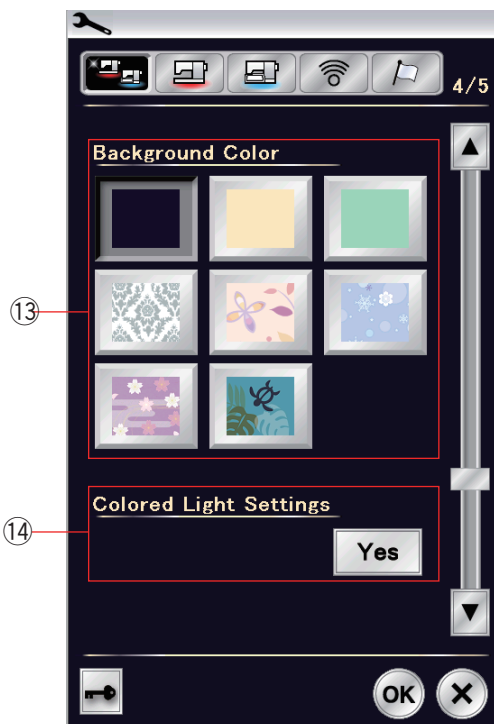 4/5
Background Color
⑬
Colored Light Settings
⑭
Yes
OK